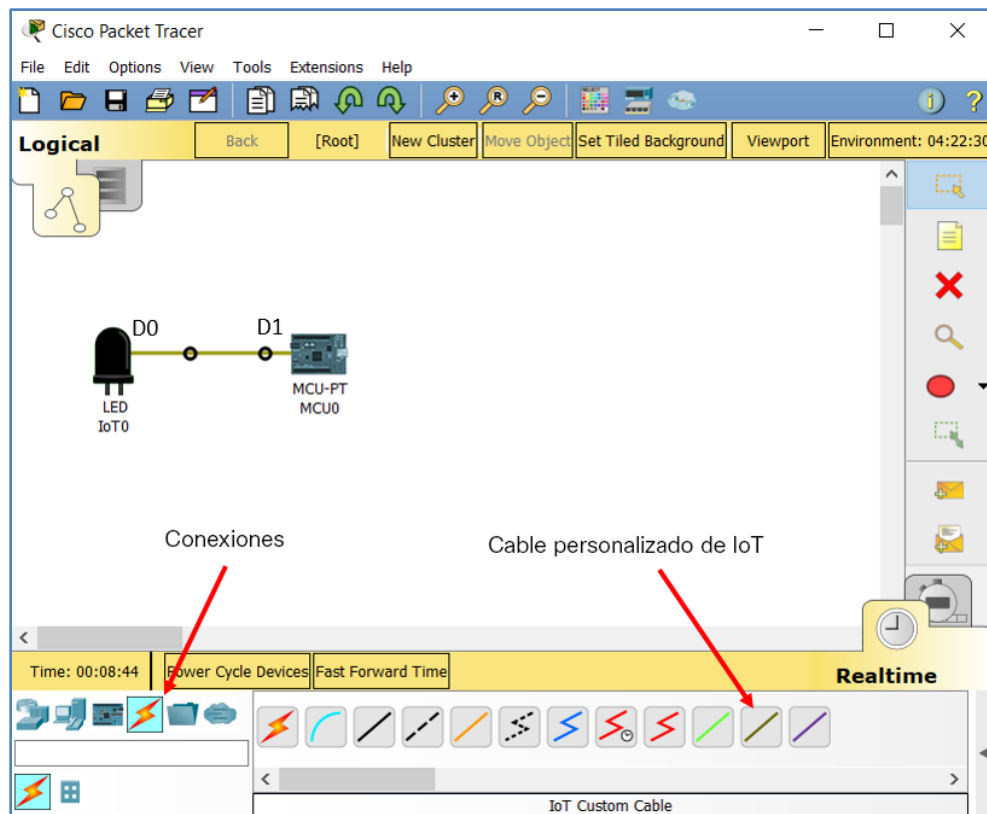 Cisco Packet Tracer
File Edit Options View Tools Extensions Help
Logical Back [Root] New Cluster Move Object Set Tiled Background Viewport Environment: 04:22:30
D0 D1
MCU-PT
MCU0
LED
IoT0
Conexiones
Cable personalizado de IoT
Time: 00:08:44 Power Cycle Devices Fast Forward Time
Realtime
IoT Custom Cable